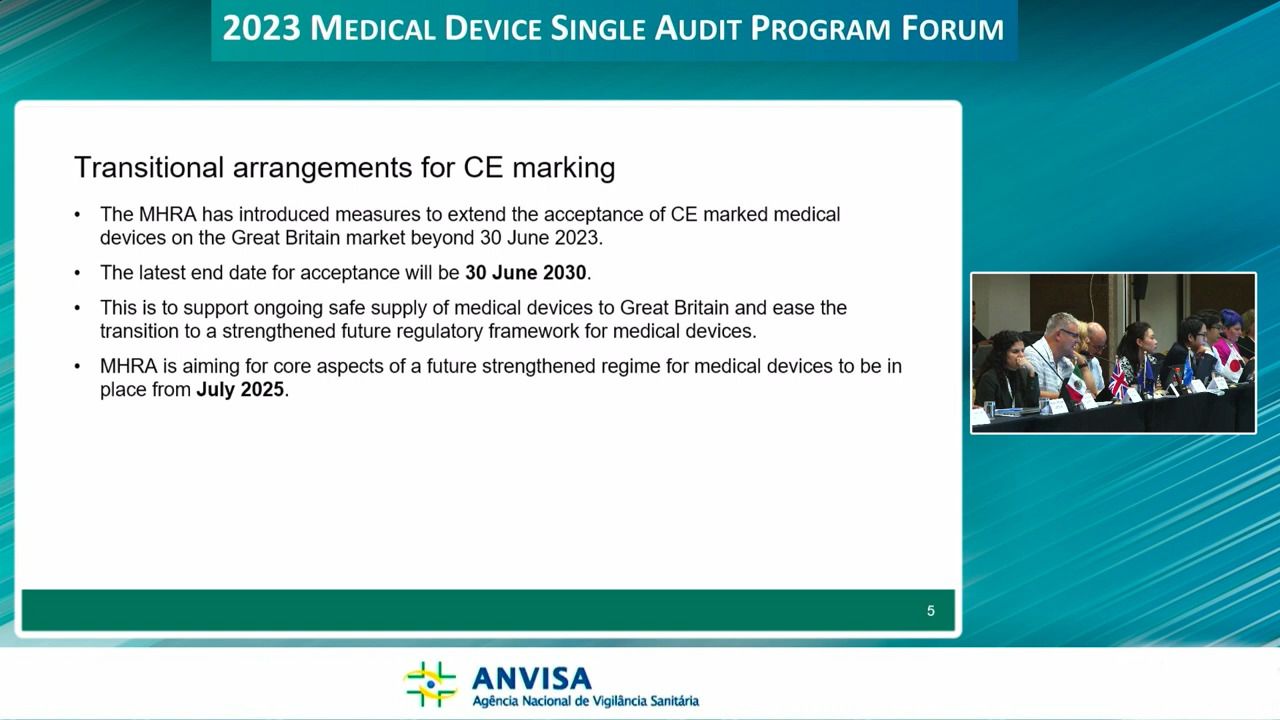 2023 MEDICAL DEVICE SINGLE AUDIT PROGRAM FORUM
Transitional arrangements for CE marking
• The MHRA has introduced measures to extend the acceptance of CE marked medical
devices on the Great Britain market beyond 30 June 2023.
• The latest end date for acceptance will be 30 June 2030.
• This is to support ongoing safe supply of medical devices to Great Britain and ease the
transition to a strengthened future regulatory framework for medical devices.
• MHRA is aiming for core aspects of a future strengthened regime for medical devices to be in
place from July 2025.
5
ANVISA
Agência Nacional de Vigilância Sanitária